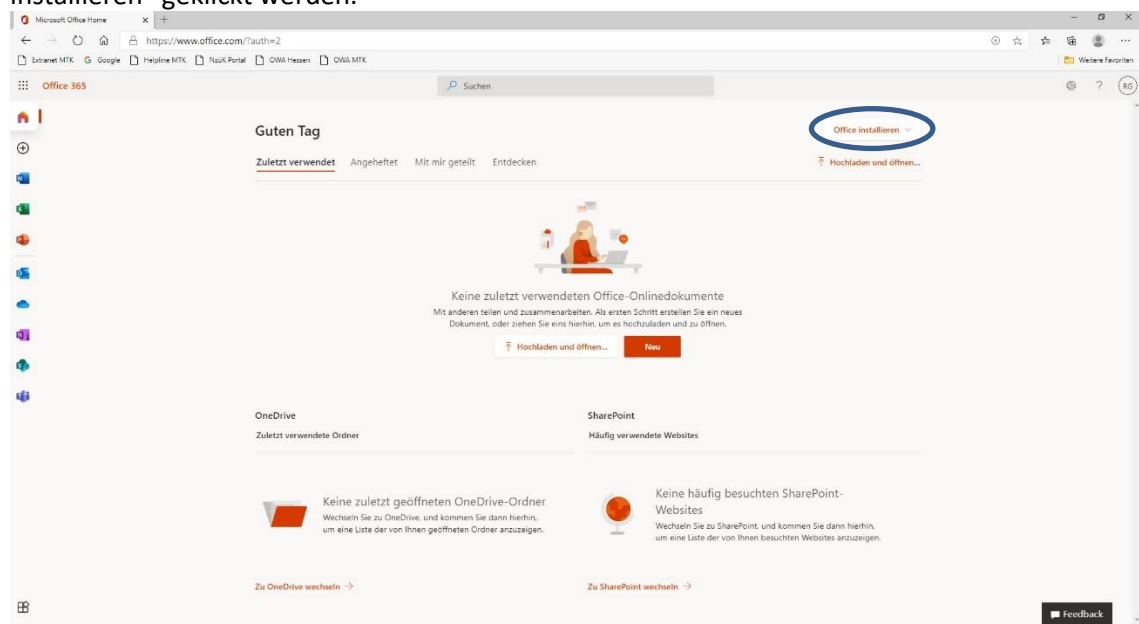 installieren“ geklickt werden.
Microsoft Office Home
https://www.office.com/?auth=2
Extranet MTK Google Helpline MTK NaüK Portal OWA Hessen OWA MTK Weitere Favoriten
Office 365 Suchen RG
Guten Tag Office installieren
Zuletzt verwendet Angeheftet Mit mir geteilt Entdecken Hochladen und öffnen...
Keine zuletzt verwendeten Office-Onlinedokumente
Mit anderen teilen und zusammenarbeiten. Als ersten Schritt erstellen Sie ein neues
Dokument, oder ziehen Sie eins hierhin, um es hochzuladen und zu öffnen.
Hochladen und öffnen... Neu
OneDrive
Zuletzt verwendete Ordner
Keine zuletzt geöffneten OneDrive-Ordner
Wechseln Sie zu OneDrive, und kommen Sie dann hierhin,
um eine Liste der von Ihnen geöffneten Ordner anzuzeigen.
Zu OneDrive wechseln →
SharePoint
Häufig verwendete Websites
Keine häufig besuchten SharePoint-
Websites
Wechseln Sie zu SharePoint, und kommen Sie dann hierhin,
um eine Liste der von Ihnen besuchten Websites anzuzeigen.
Zu SharePoint wechseln →
Feedback